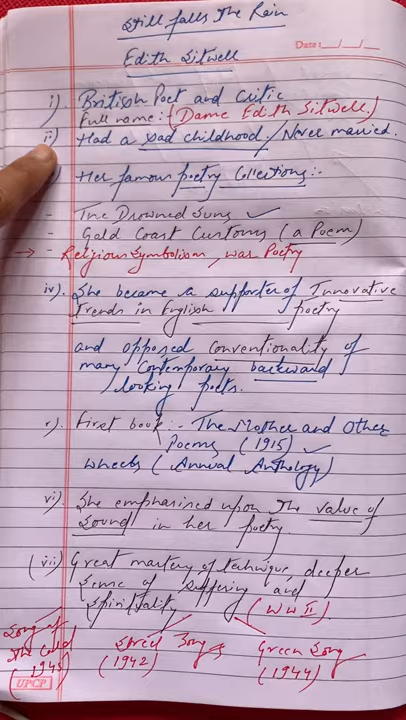 Still falls The Rain
Date: __/__/__
Edith Sitwell
i). British Poet and Critic
Full name:- (Dame Edith Sitwell.)
ii) Had a sad childhood / Never married.
) Her famous poetry Collections:-
- The Drowned Suns ✓
- Gold Coast Customs (a Poem)
→ - Religious Symbolism, war Poetry
iv). She became a supporter of Innovative
Trends in English poetry
and opposed conventionality of
many Contemporary backward
looking poets.
v). First book:- The Mother and Other
Poems (1915) ✓
Wheels (Annual Anthology)
vi). She emphasised upon The value of
Sound in her poetry.
(vii) Great mastery of technique, deeper
Sense of suffering and
Spirituality (WW II).
Song of The Cold (1945)
Street Songs (1942)
Green Song (1944)
UPCP